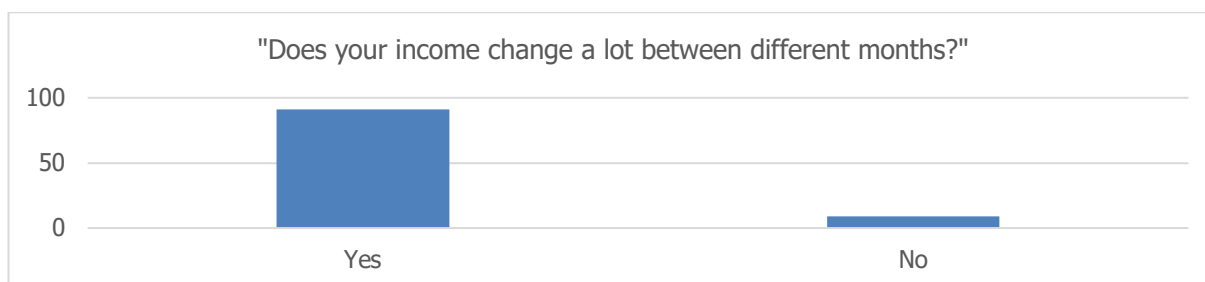 "Does your income change a lot between different months?"
100
50
0
Yes
No